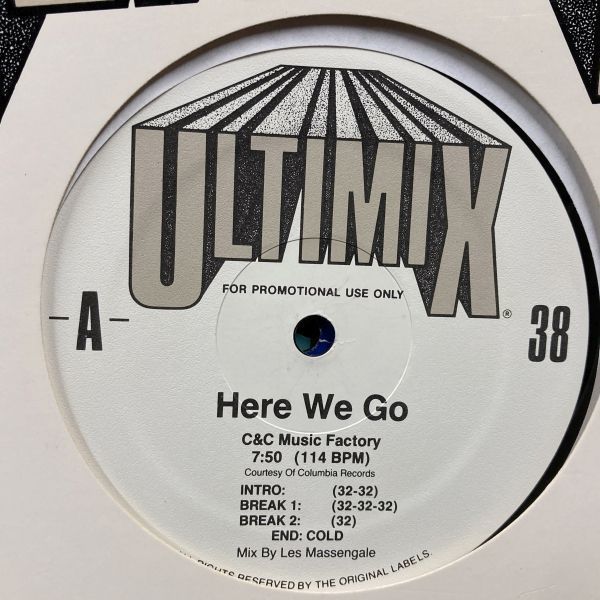 ULTIMIX®
FOR PROMOTIONAL USE ONLY
-A-
38
Here We Go
C&C Music Factory
7:50 (114 BPM)
Courtesy Of Columbia Records
INTRO: (32-32)
BREAK 1: (32-32-32)
BREAK 2: (32)
END: COLD
Mix By Les Massengale
RIGHTS RESERVED BY THE ORIGINAL LABELS.